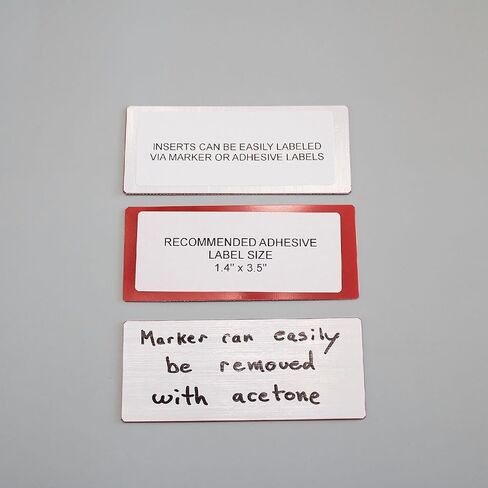 INSERTS CAN BE EASILY LABELED
VIA MARKER OR ADHESIVE LABELS
RECOMMENDED ADHESIVE
LABEL SIZE
1.4" x 3.5"
Marker can easily
be removed
with acetone